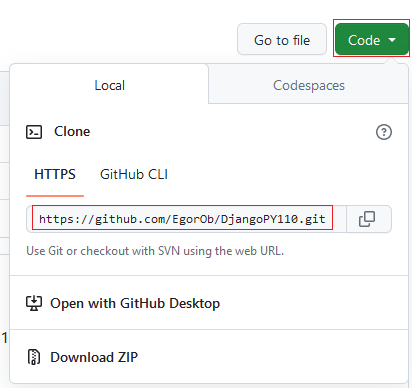 Go to file
Code
Local
Codespaces
Clone
HTTPS
GitHub CLI
https://github.com/EgorOb/DjangoPY110.git
Use Git or checkout with SVN using the web URL.
Open with GitHub Desktop
1
Download ZIP